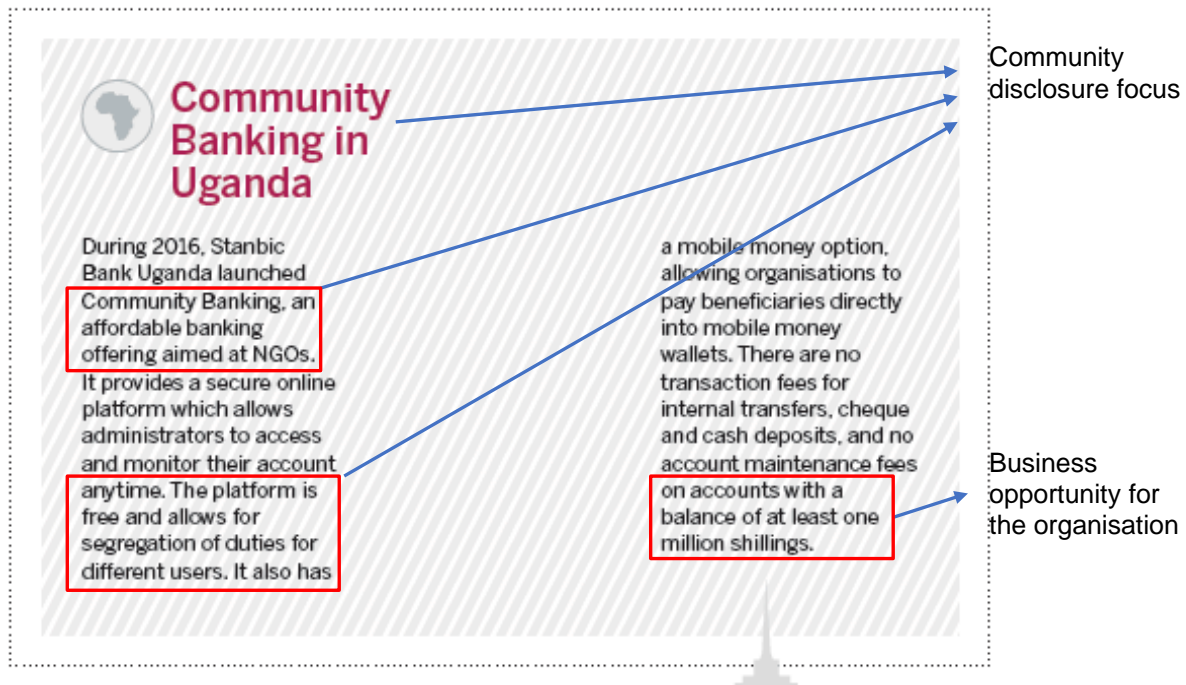 Community
Banking in
Uganda
During 2016, Stanbic
Bank Uganda launched
Community Banking, an
affordable banking
offering aimed at NGOs.
It provides a secure online
platform which allows
administrators to access
and monitor their account
anytime. The platform is
free and allows for
segregation of duties for
different users. It also has
a mobile money option,
allowing organisations to
pay beneficiaries directly
into mobile money
wallets. There are no
transaction fees for
internal transfers, cheque
and cash deposits, and no
account maintenance fees
on accounts with a
balance of at least one
million shillings.
Community
disclosure focus
Business
opportunity for
the organisation